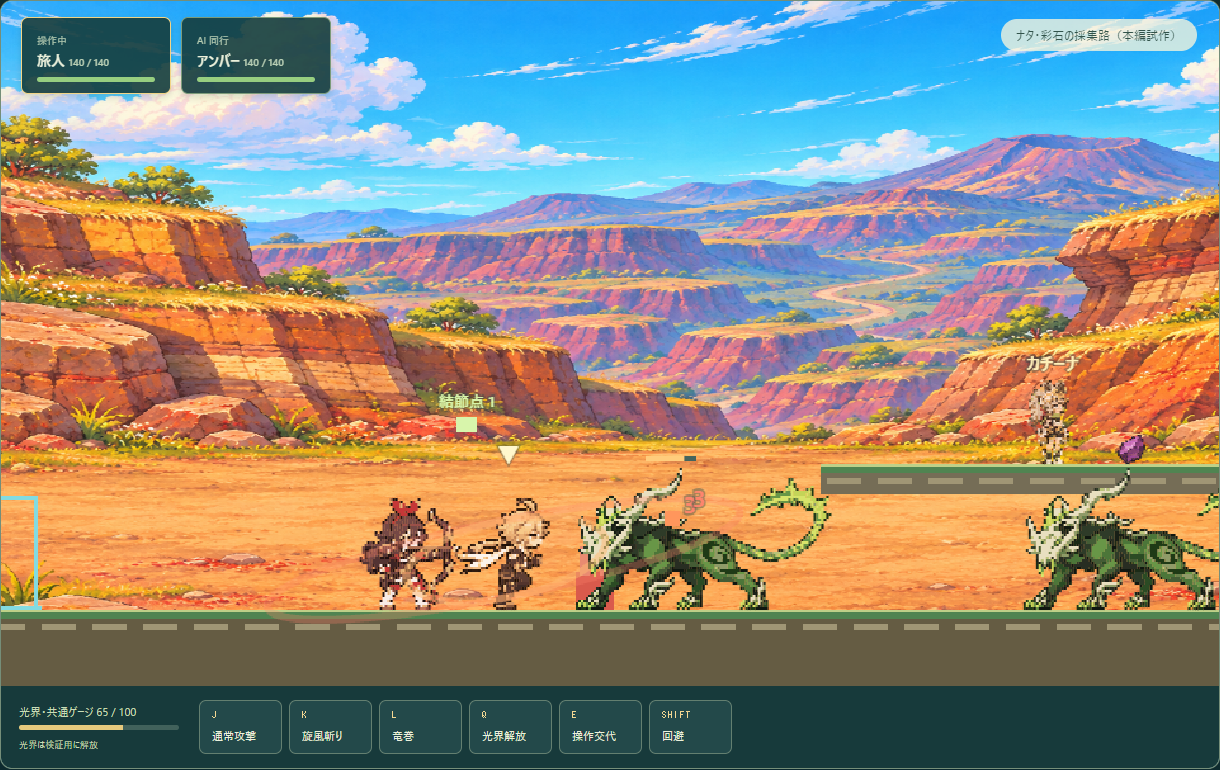 操作中
旅人 140 / 140
AI 同行
アンバー 140 / 140
ナタ・彩石の採集路（本編試作）
カチーナ
結節点 1
33
光界・共通ゲージ 65 / 100
光界は検証用に解放
J
通常攻撃
K
旋風斬り
L
竜巻
Q
光界解放
E
操作交代
SHIFT
回避